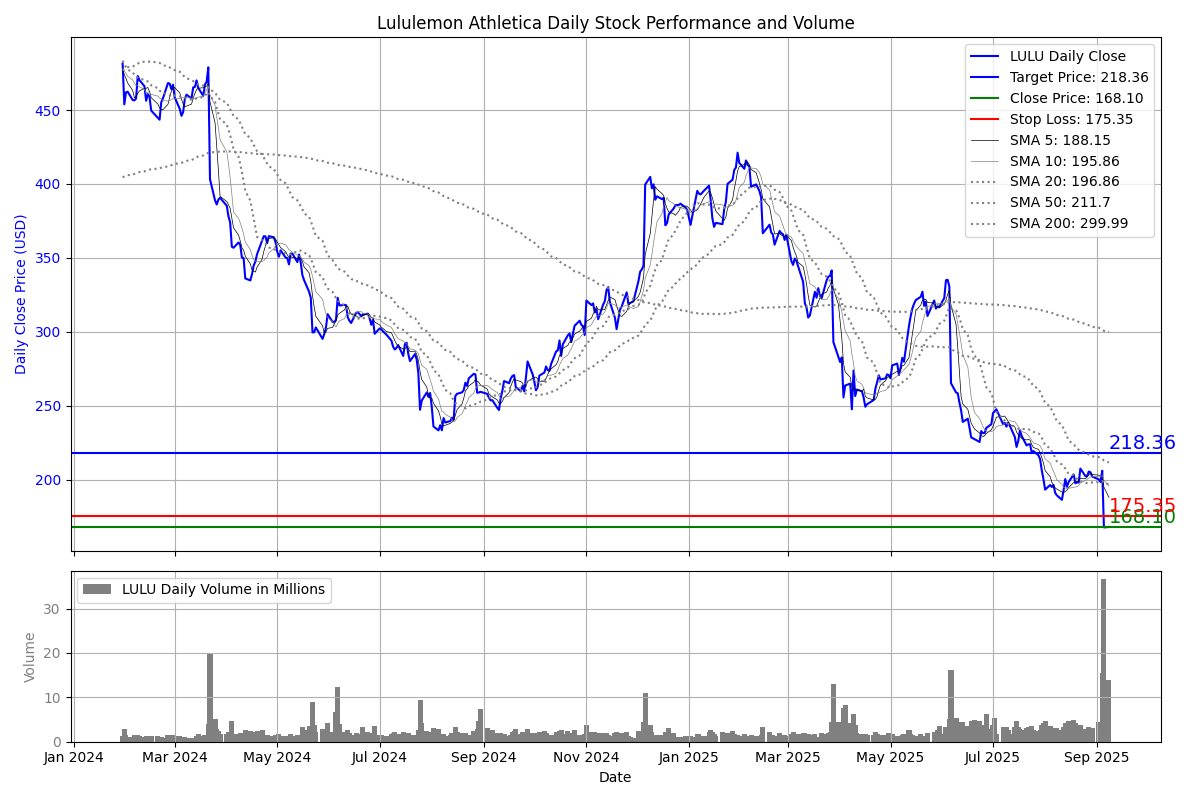 Lululemon Athletica Daily Stock Performance and Volume
Daily Close Price (USD)
450
400
350
300
250
200
LULU Daily Close
Target Price: 218.36
Close Price: 168.10
Stop Loss: 175.35
SMA 5: 188.15
SMA 10: 195.86
SMA 20: 196.86
SMA 50: 211.7
SMA 200: 299.99
218.36
175.35
168.10
LULU Daily Volume in Millions
Volume
30
20
10
0
Jan 2024 Mar 2024 May 2024 Jul 2024 Sep 2024 Nov 2024 Jan 2025 Mar 2025 May 2025 Jul 2025 Sep 2025
Date